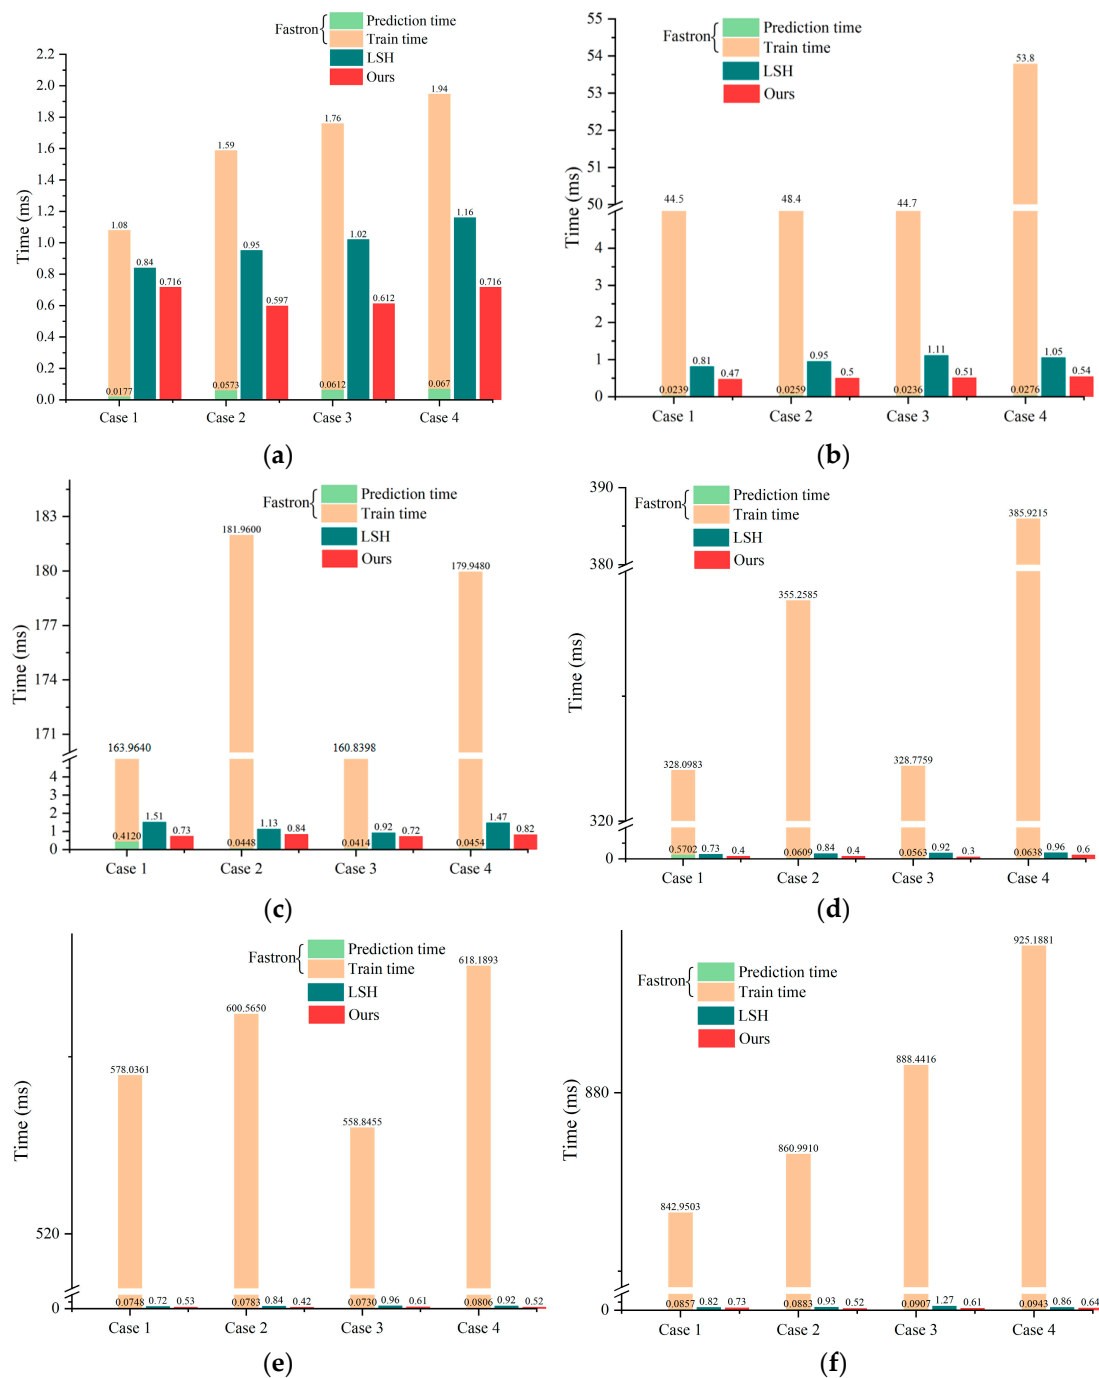 Fastron
Prediction time
Train time
LSH
Ours
Time (ms)
2.2
2.0
1.8
1.6
1.4
1.2
1.0
0.8
0.6
0.4
0.2
0.0
1.08
0.0177
0.84
0.716
1.59
0.0573
0.95
0.597
1.76
0.0612
1.02
0.612
1.94
0.067
1.16
0.716
Case 1 Case 2 Case 3 Case 4
(a)
Fastron
Prediction time
Train time
LSH
Ours
Time (ms)
55
54
53
52
51
50
4
3
2
1
0
44.5
0.0239
0.81
0.47
48.4
0.0259
0.95
0.5
44.7
0.0236
1.11
0.51
53.8
0.0276
1.05
0.54
Case 1 Case 2 Case 3 Case 4
(b)
Fastron
Prediction time
Train time
LSH
Ours
Time (ms)
183
180
177
174
171
4
3
2
1
0
163.9640
0.4120
1.51
0.73
181.9600
0.0448
1.13
0.84
160.8398
0.0414
0.92
0.72
179.9480
0.0454
1.47
0.82
Case 1 Case 2 Case 3 Case 4
(c)
Fastron
Prediction time
Train time
LSH
Ours
Time (ms)
390
380
320
0
328.0983
0.5702
0.73
0.4
355.2585
0.0609
0.84
0.4
328.7759
0.0563
0.92
0.3
385.9215
0.0638
0.96
0.6
Case 1 Case 2 Case 3 Case 4
(d)
Fastron
Prediction time
Train time
LSH
Ours
Time (ms)
520
0
578.0361
0.0748
0.72
0.53
600.5650
0.0783
0.84
0.42
558.8455
0.0730
0.96
0.61
618.1893
0.0806
0.92
0.52
Case 1 Case 2 Case 3 Case 4
(e)
Fastron
Prediction time
Train time
LSH
Ours
Time (ms)
880
0
842.9503
0.0857
0.82
0.73
860.9910
0.0883
0.93
0.52
888.4416
0.0907
1.27
0.61
925.1881
0.0943
0.86
0.64
Case 1 Case 2 Case 3 Case 4
(f)